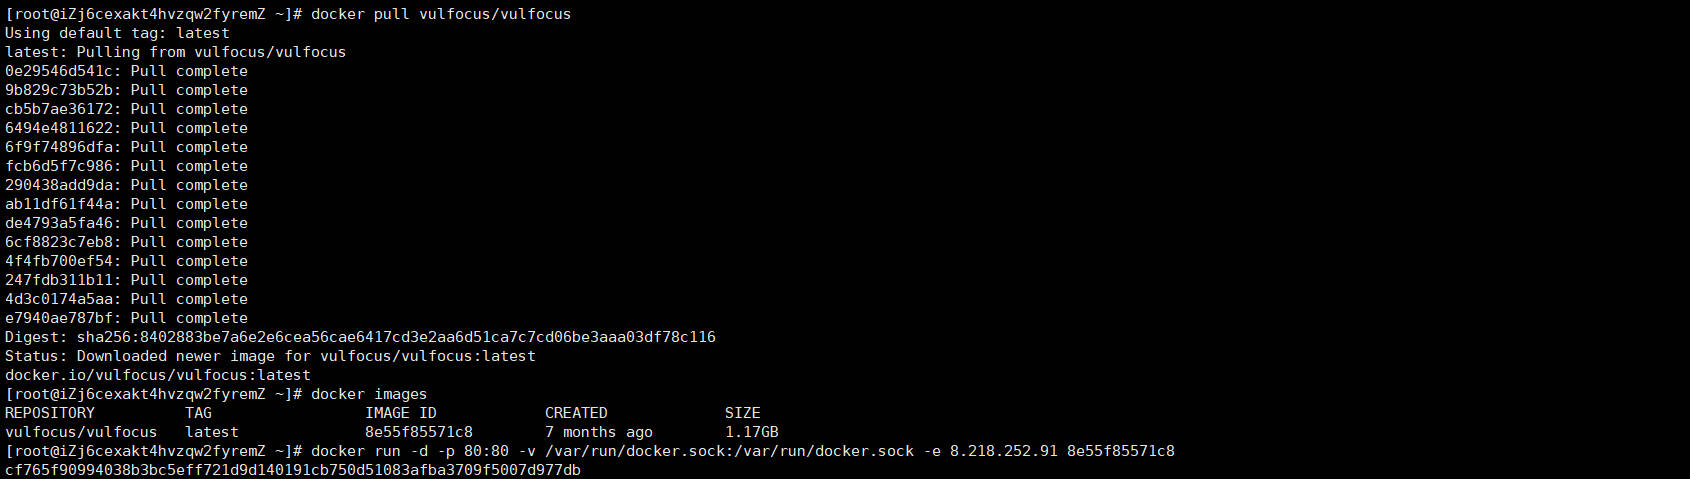 [root@iZj6cexakt4hvzqw2fyremZ ~]# docker pull vulfocus/vulfocus
Using default tag: latest
latest: Pulling from vulfocus/vulfocus
0e29546d541c: Pull complete
9b829c73b52b: Pull complete
cb5b7ae36172: Pull complete
6494e4811622: Pull complete
6f9f74896dfa: Pull complete
fcb6d5f7c986: Pull complete
290438add9da: Pull complete
ab11df61f44a: Pull complete
de4793a5fa46: Pull complete
6cf8823c7eb8: Pull complete
4f4fb700ef54: Pull complete
247fdb311b11: Pull complete
4d3c0174a5aa: Pull complete
e7940ae787bf: Pull complete
Digest: sha256:8402883be7a6e2e6cea56cae6417cd3e2aa6d51ca7c7cd06be3aaa03df78c116
Status: Downloaded newer image for vulfocus/vulfocus:latest
docker.io/vulfocus/vulfocus:latest
[root@iZj6cexakt4hvzqw2fyremZ ~]# docker images
REPOSITORY          TAG                 IMAGE ID            CREATED             SIZE
vulfocus/vulfocus   latest              8e55f85571c8        7 months ago        1.17GB
[root@iZj6cexakt4hvzqw2fyremZ ~]# docker run -d -p 80:80 -v /var/run/docker.sock:/var/run/docker.sock -e 8.218.252.91 8e55f85571c8
cf765f90994038b3bc5eff721d9d140191cb750d51083afba3709f5007d977db